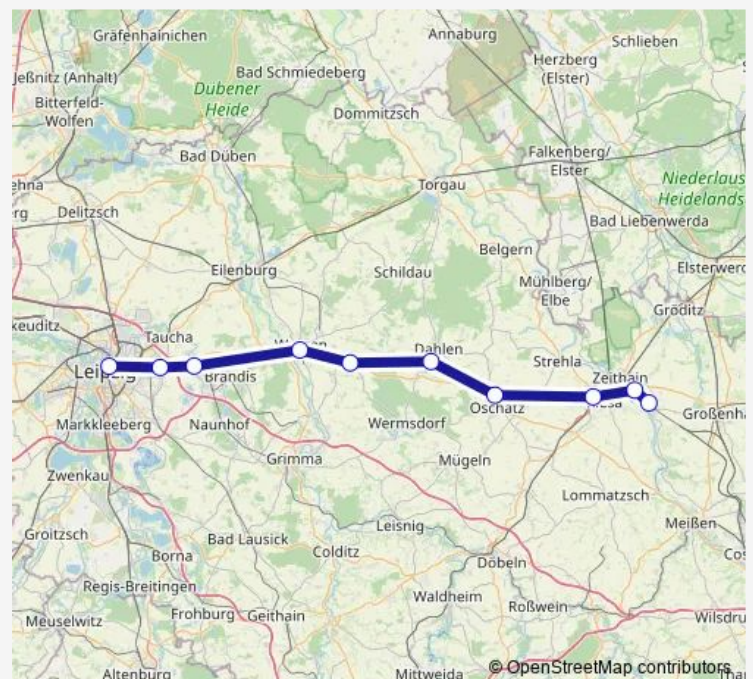 Gräfenhainichen
Annaburg
Schlieben
Herzberg
(Elster)
Jeßnitz (Anhalt)
Bad Schmiedeberg
Bitterfeld-
Wolfen
Dübener
Heide
Dommitzsch
Bad Düben
Falkenberg/
Elster
Torgau
Niederlaus
Heidelands
Delitzsch
Bad Liebenwerda
Belgern
Eilenburg
Schildau
Elsterwerd
Mühlberg/
Elbe
Gröditz
keuditz
Taucha
Dahlen
Strehla
Leipzig
Brandis
Zeithain
Oschatz
Großenha
Markkleeberg
Naunhof
Wermsdorf
Grimma
Mügeln
Zwenkau
Lommatzsch
Meißen
Groitzsch
Leisnig
Bad Lausick
Colditz
Borna
Döbeln
Cos
Regis-Breitingen
Waldheim
Roßwein
Meuselwitz
Frohburg
Geithain
Wilsdru
Altenburg
Mittweida
© OpenStreetMap contributors